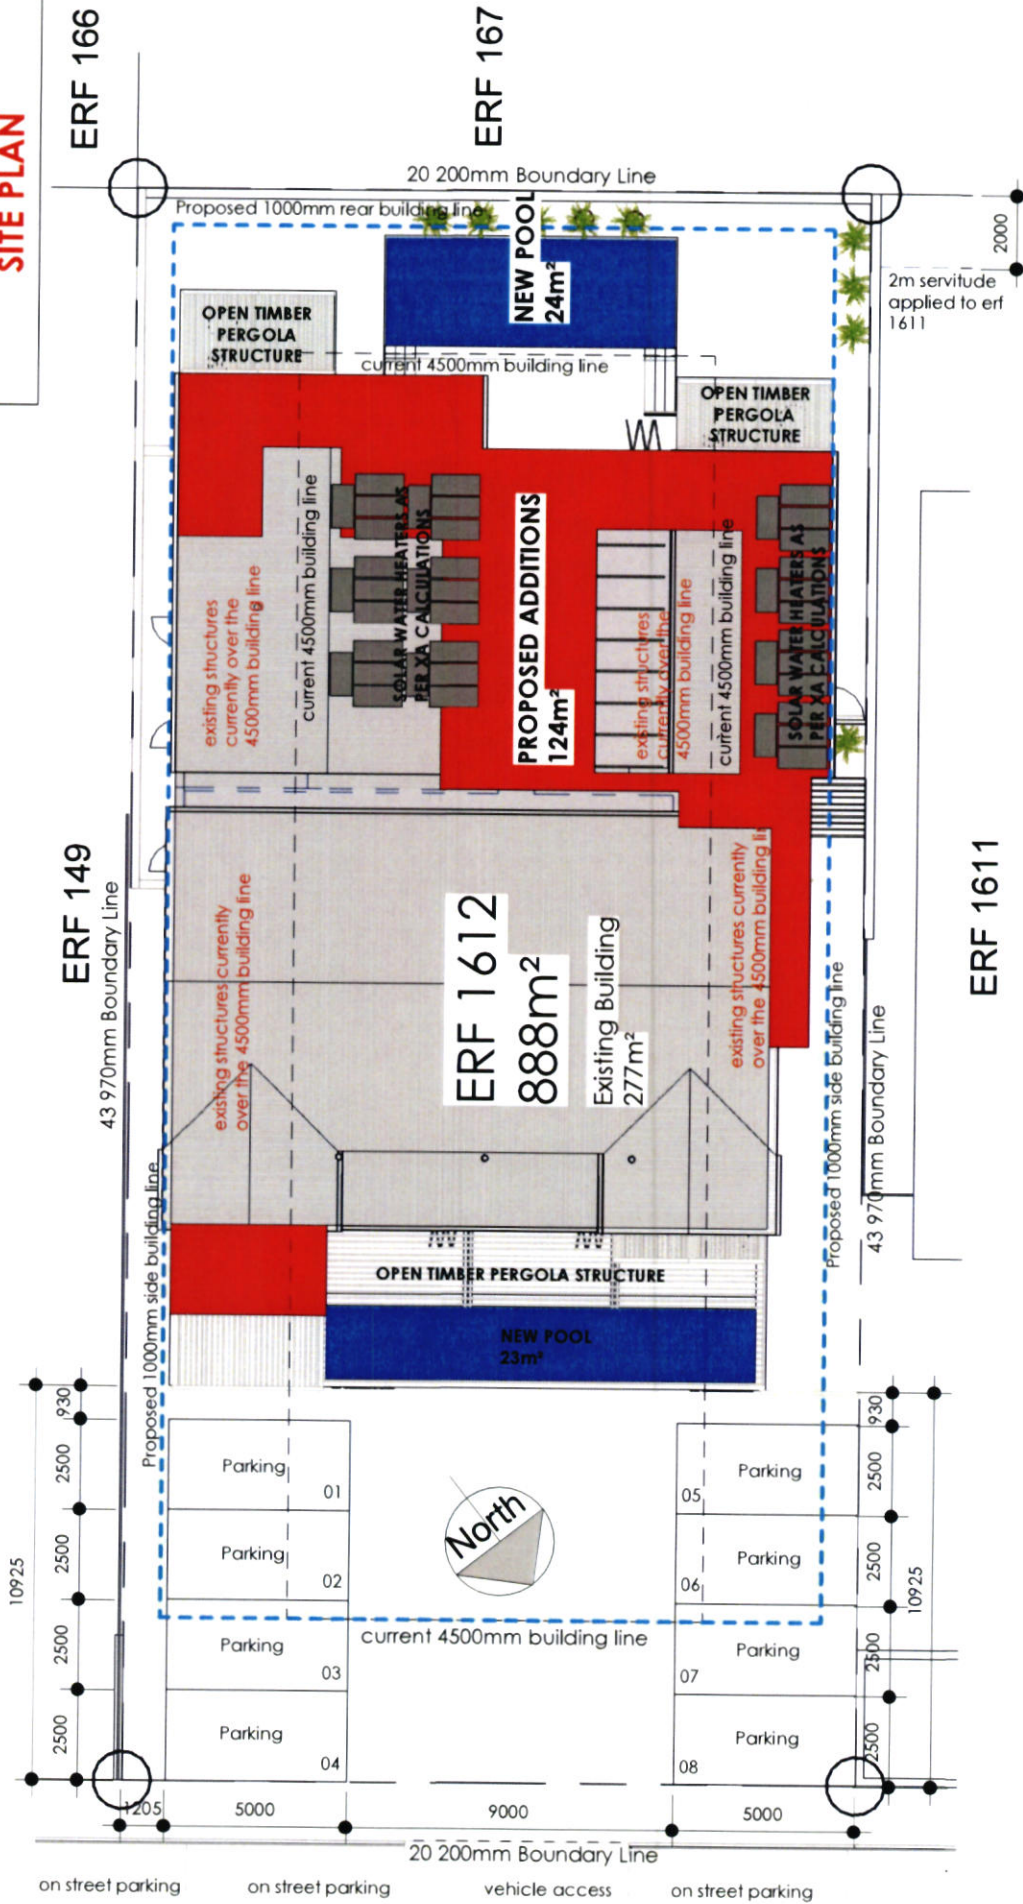 SITE PLAN
ERF 166
ERF 167
20 200mm Boundary Line
Proposed 1000mm rear building line
NEW POOL
24m²
2000
2m servitude
applied to erf
1611
OPEN TIMBER
PERGOLA
STRUCTURE
current 4500mm building line
OPEN TIMBER
PERGOLA
STRUCTURE
current 4500mm building line
SOLAR WATER HEATERS AS
PER XA CALCULATIONS
PROPOSED ADDITIONS
124m²
existing structures
currently over the
4500mm building line
existing structures
currently over the
4500mm building line
current 4500mm building line
SOLAR WATER HEATERS AS
PER XA CALCULATIONS
ERF 149
43 970mm Boundary Line
existing structures currently
over the 4500mm building line
ERF 1612
888m²
Existing Building
277m²
existing structures currently
over the 4500mm building li
ERF 1611
Proposed 1000mm side building line
43 970mm Boundary Line
Proposed 1000mm side building line
OPEN TIMBER PERGOLA STRUCTURE
NEW POOL
23m²
930
2500
2500
2500
2500
10925
930
2500
2500
2500
2500
10925
Parking
01
Parking
02
Parking
03
Parking
04
North
Parking
05
Parking
06
Parking
07
Parking
08
current 4500mm building line
1205
5000
9000
5000
20 200mm Boundary Line
on street parking
on street parking
vehicle access
on street parking